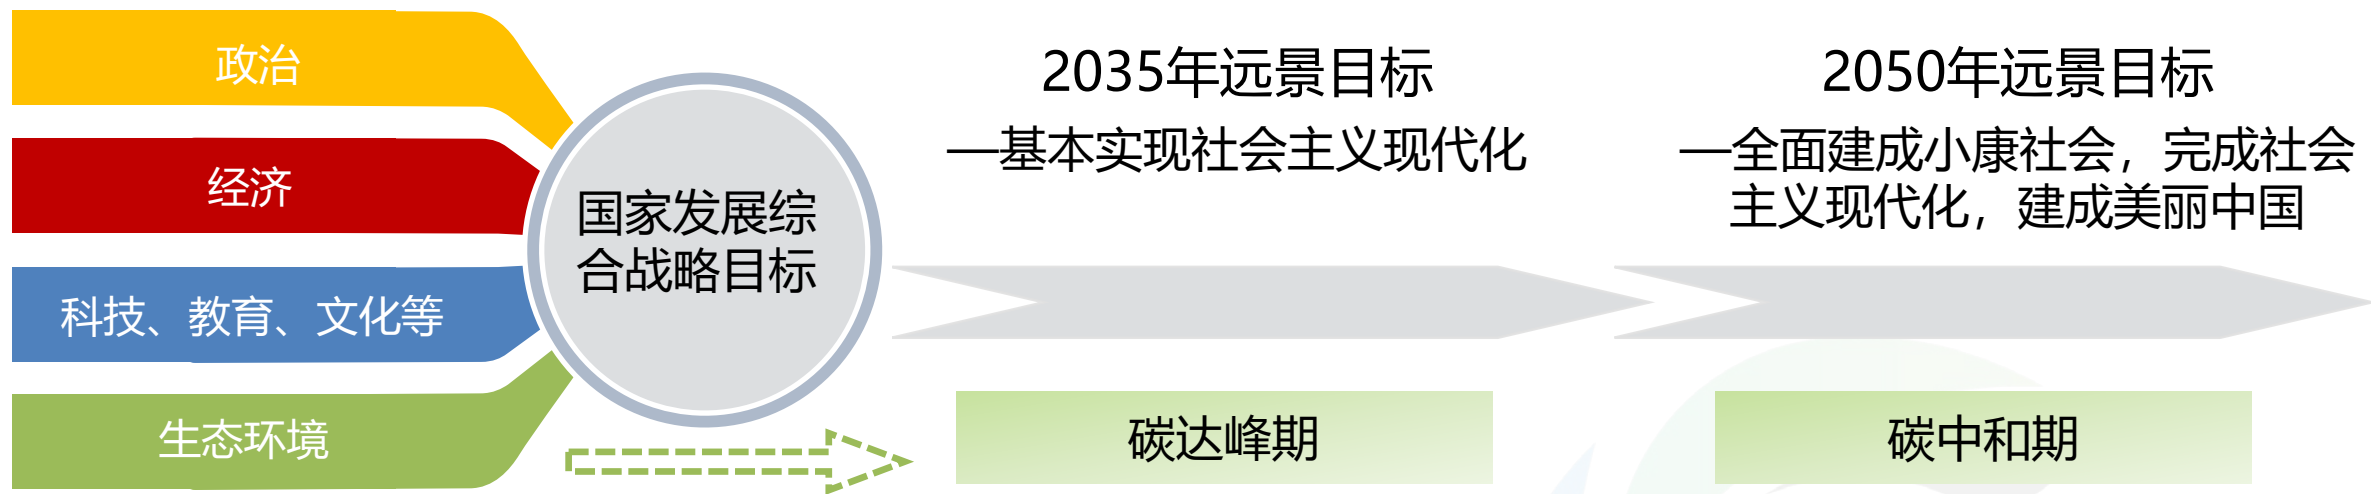 政治
经济
科技、教育、文化等
生态环境
国家发展综
合战略目标
2035年远景目标
—基本实现社会主义现代化
2050年远景目标
—全面建成小康社会，完成社会
主义现代化，建成美丽中国
碳达峰期
碳中和期